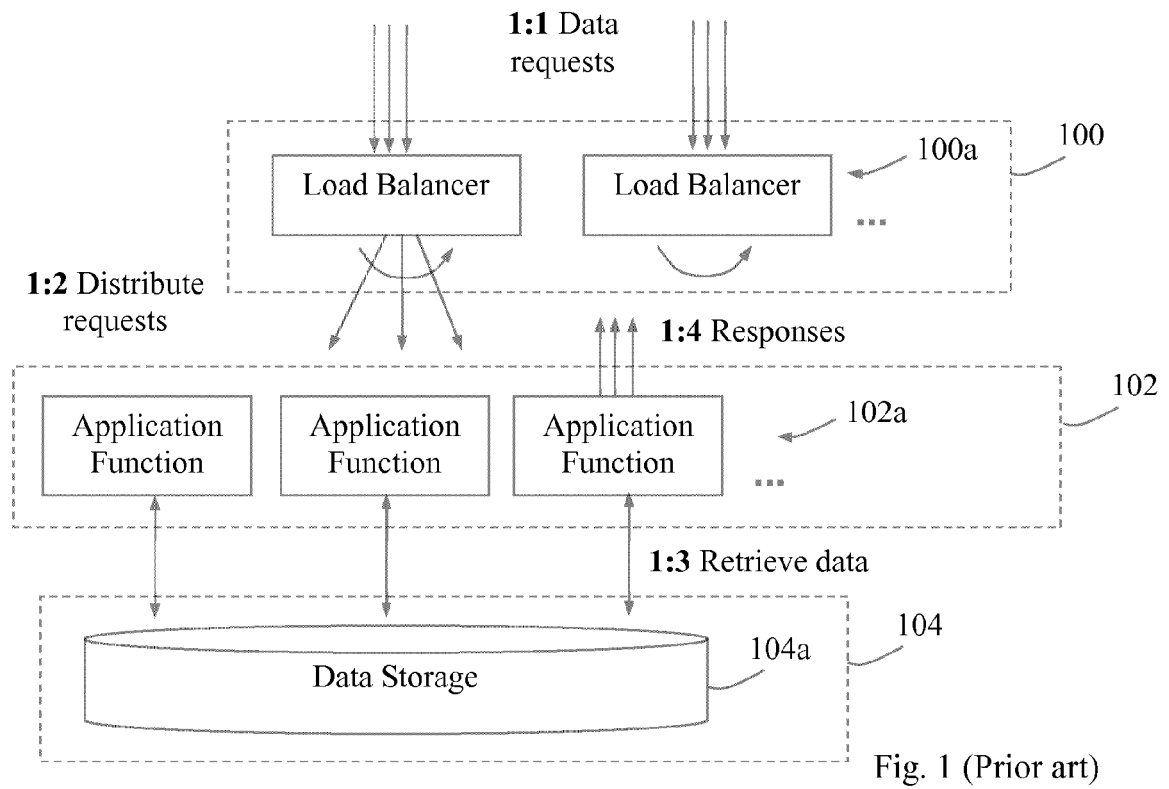 1:1 Data
requests
100
100a
Load Balancer
Load Balancer
...
1:2 Distribute
requests
1:4 Responses
102
102a
Application
Function
Application
Function
Application
Function
...
1:3 Retrieve data
104
104a
Data Storage
Fig. 1 (Prior art)